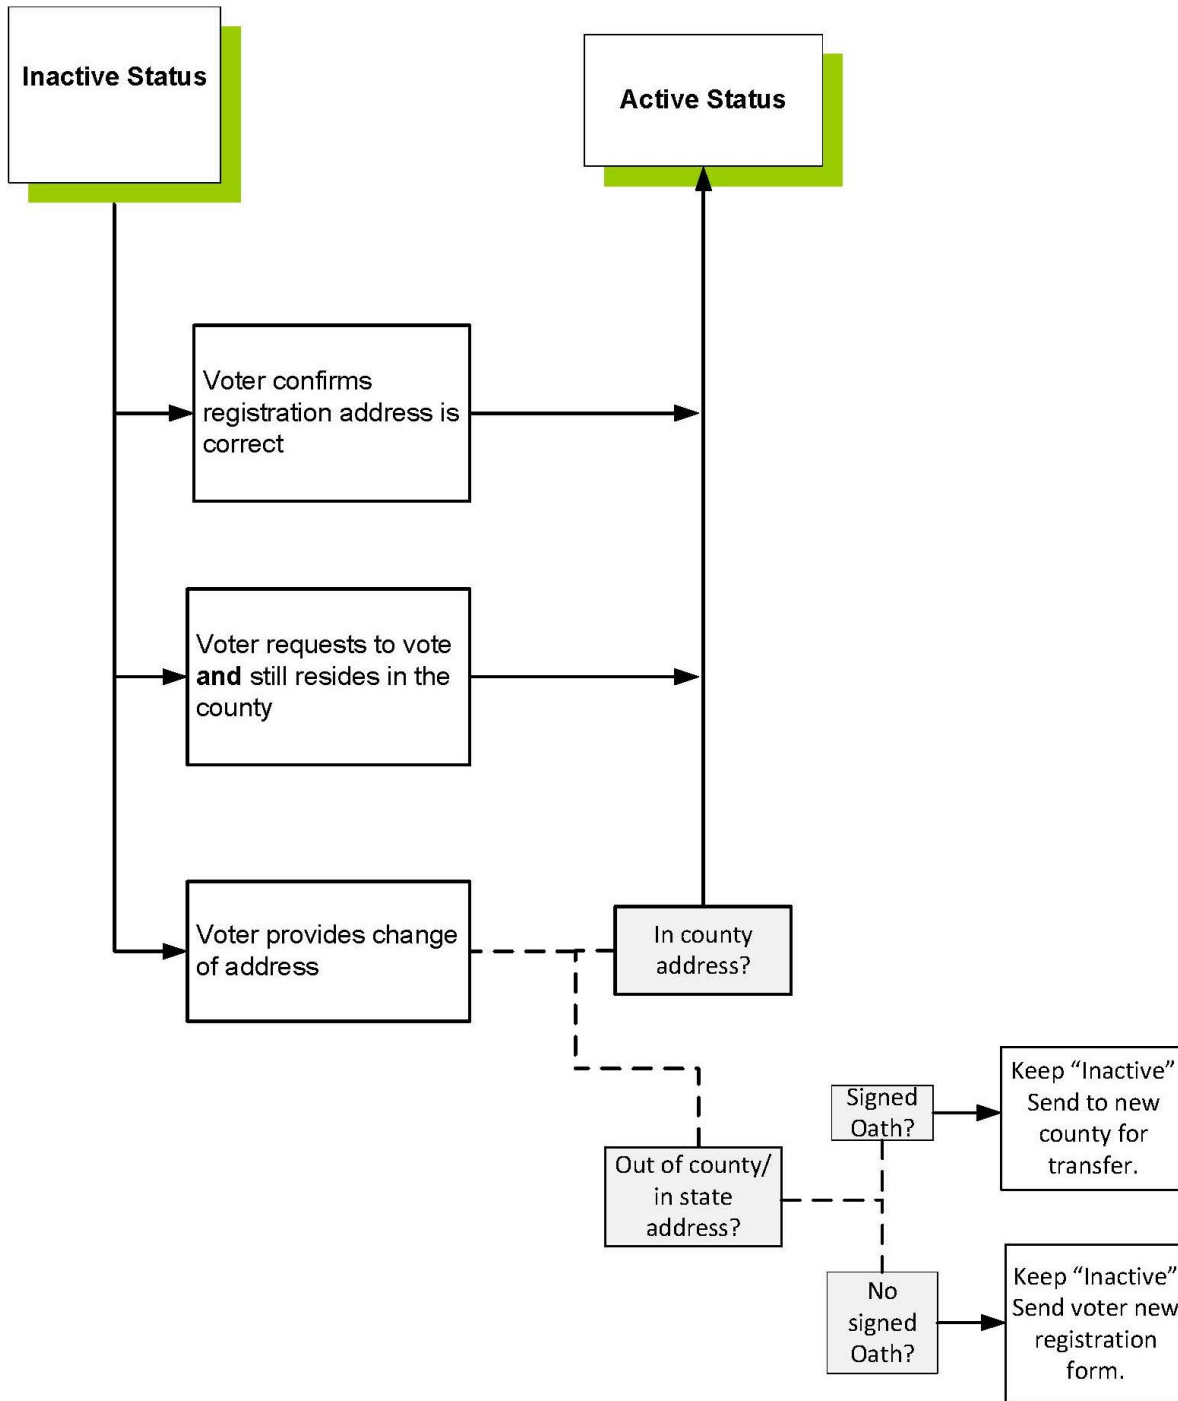 Inactive Status
Active Status
Voter confirms
registration address is
correct
Voter requests to vote
and still resides in the
county
Voter provides change
of address
In county
address?
Out of county/
in state
address?
Signed
Oath?
Keep “Inactive”
Send to new
county for
transfer.
No
signed
Oath?
Keep “Inactive”
Send voter new
registration
form.